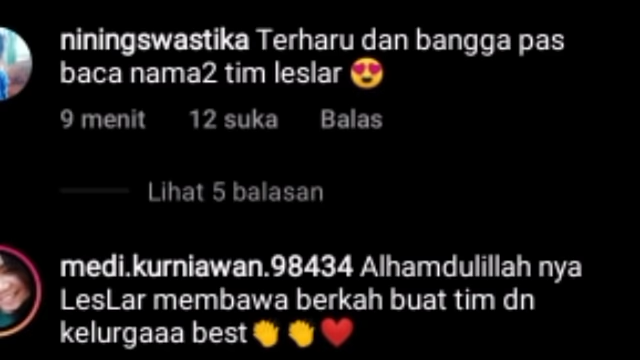 niningswastika Terharu dan bangga pas
baca nama2 tim leslar 😍
9 menit 12 suka Balas
Lihat 5 balasan
medi.kurniawan.98434 Alhamdulillah nya
LesLar membawa berkah buat tim dn
kelurgaaa best👏👏❤️